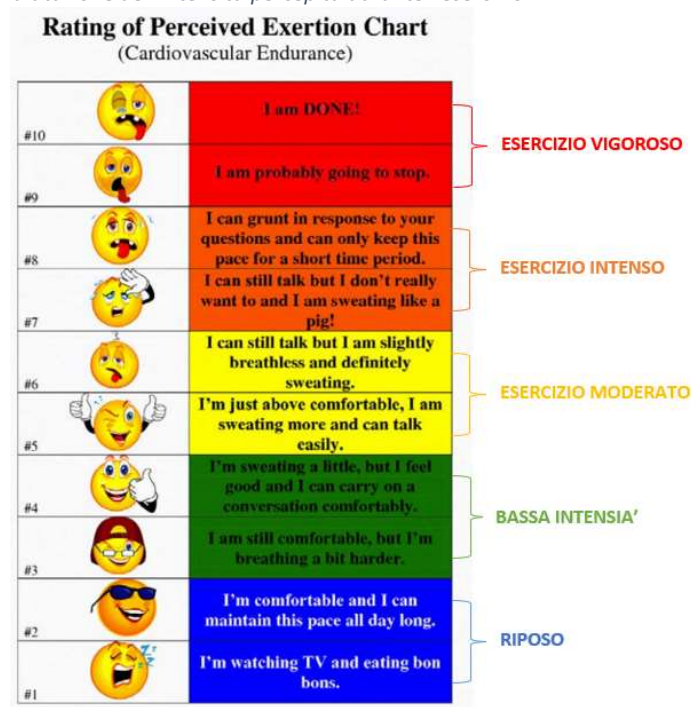 Rating of Perceived Exertion Chart
(Cardiovascular Endurance)
#10
I am DONE!
#9
I am probably going to stop.
ESERCIZIO VIGOROSO
#8
I can grunt in response to your
questions and can only keep this
pace for a short time period.
#7
I can still talk but I don't really
want to and I am sweating like a
pig!
ESERCIZIO INTENSO
#6
I can still talk but I am slightly
breathless and definitely
sweating.
#5
I'm just above comfortable, I am
sweating more and can talk
easily.
ESERCIZIO MODERATO
#4
I'm sweating a little, but I feel
good and I can carry on a
conversation comfortably.
#3
I am still comfortable, but I'm
breathing a bit harder.
BASSA INTENSIA'
#2
I'm comfortable and I can
maintain this pace all day long.
#1
I'm watching TV and eating bon
bons.
RIPOSO